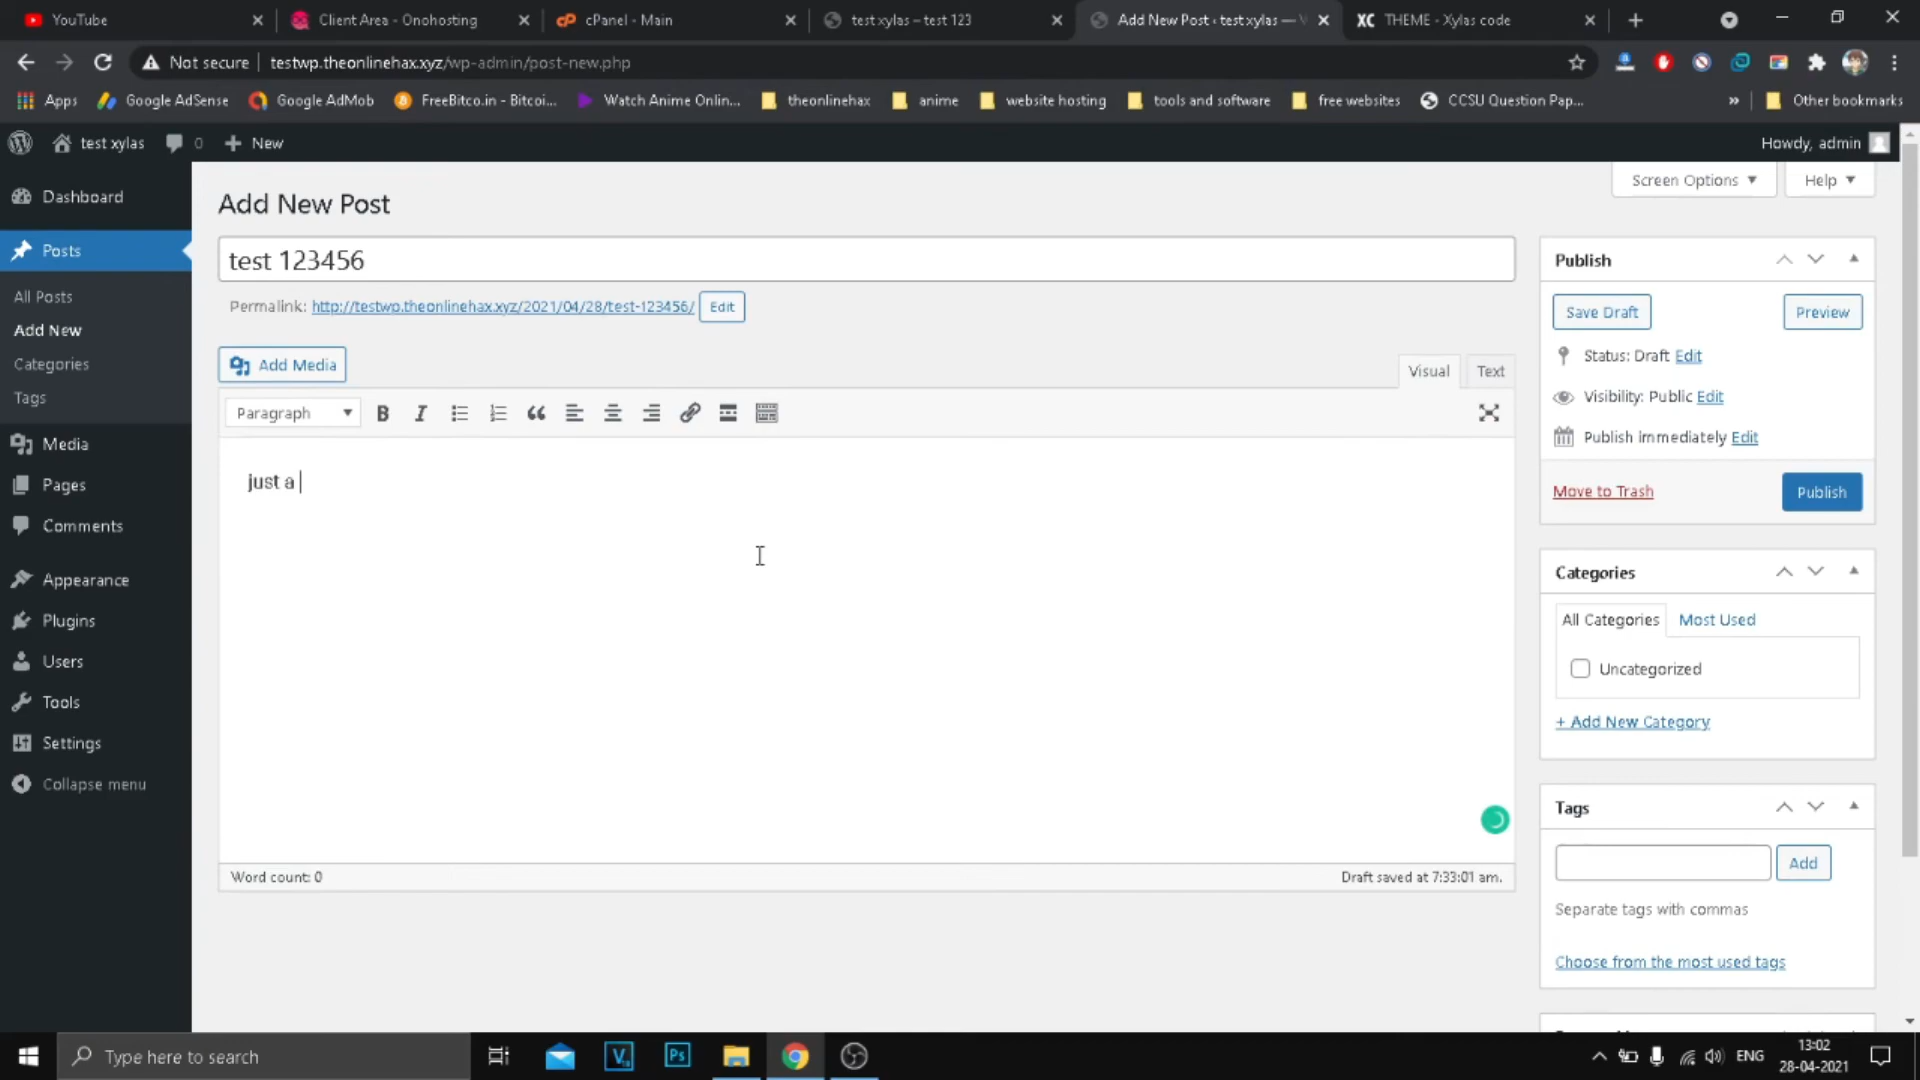 YouTube
Client Area - Onohosting
cPanel - Main
test xylas – test 123
Add New Post ‹ test xylas —
THEME - Xylas code
Not secure
testwp.theonlinehax.xyz/wp-admin/post-new.php
Apps
Google AdSense
Google AdMob
FreeBitco.in - Bitcoi...
Watch Anime Onlin...
theonlinehax
anime
website hosting
tools and software
free websites
CCSU Question Pap...
»
Other bookmarks
test xylas
0
New
Howdy, admin
Screen Options
Help
Dashboard
Posts
All Posts
Add New
Categories
Tags
Media
Pages
Comments
Appearance
Plugins
Users
Tools
Settings
Collapse menu
Add New Post
test 123456
Permalink: http://testwp.theonlinehax.xyz/2021/04/28/test-123456/ Edit
Add Media
Visual
Text
Paragraph
just a
Word count: 0
Draft saved at 7:33:01 am.
Publish
Save Draft
Preview
Status: Draft Edit
Visibility: Public Edit
Publish immediately Edit
Move to Trash
Publish
Categories
All Categories
Most Used
Uncategorized
+ Add New Category
Tags
Add
Separate tags with commas
Choose from the most used tags
Type here to search
ENG
13:02
28-04-2021